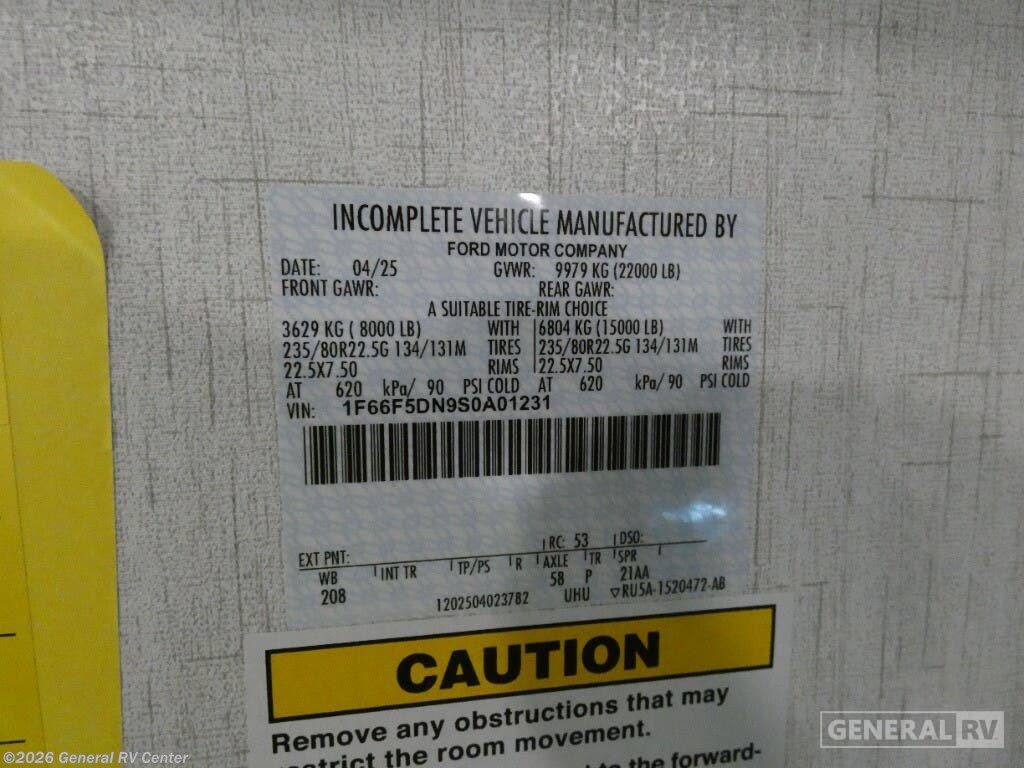 INCOMPLETE VEHICLE MANUFACTURED BY
FORD MOTOR COMPANY
DATE: 04/25 GVWR: 9979 KG (22000 LB)
FRONT GAWR: REAR GAWR:
A SUITABLE TIRE-RIM CHOICE
3629 KG ( 8000 LB) WITH 6804 KG (15000 LB) WITH
235/80R22.5G 134/131M TIRES 235/80R22.5G 134/131M TIRES
22.5X7.50 RIMS 22.5X7.50 RIMS
AT 620 kPa/ 90 PSI COLD AT 620 kPa/ 90 PSI COLD
VIN: 1F66F5DN9S0A01231
EXT PNT: RC: 53 DSO:
WB INT TR TP/PS R AXLE TR SPR
208 58 P 21AA
1202504023782 UHU ▽RU5A-1520472-AB
CAUTION
Remove any obstructions that may
restrict the room movement.
to the forward-
GENERAL RV
©2026 General RV Center